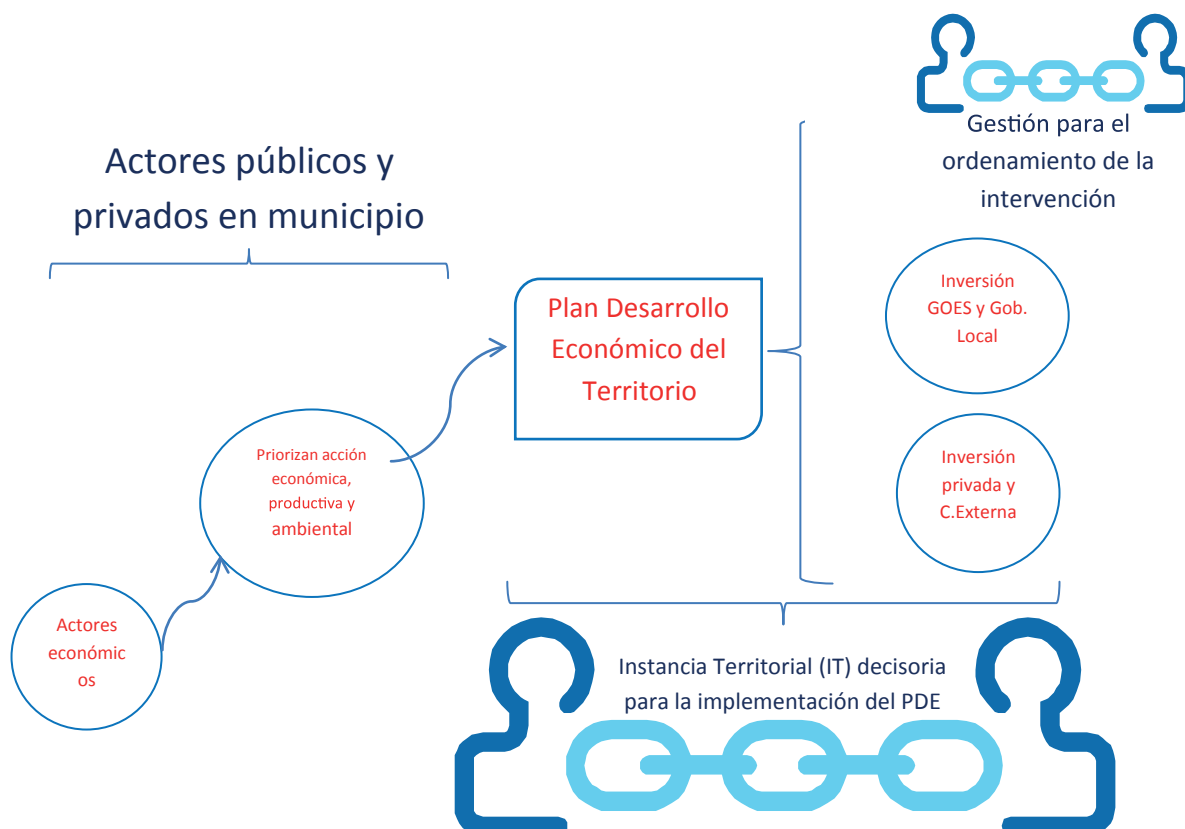 Actores públicos y
privados en municipio
Actores
económic
os
Priorizan acción
económica,
productiva y
ambiental
Plan Desarrollo
Económico del
Territorio
Gestión para el
ordenamiento de la
intervención
Inversión
GOES y Gob.
Local
Inversión
privada y
C.Externa
Instancia Territorial (IT) decisoria
para la implementación del PDE